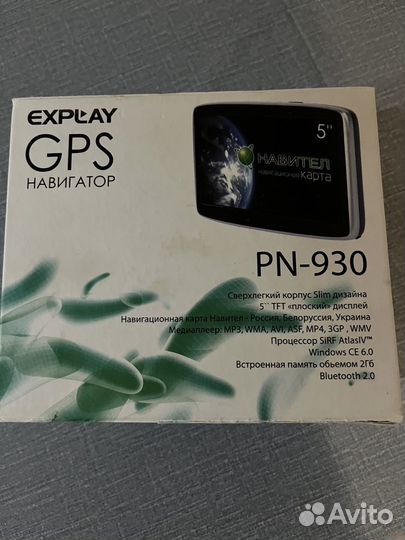 EXPLAY
GPS
НАВИГАТОР
5"
НАВИТЕЛ
навигационная карта
PN-930
Сверхлегкий корпус Slim дизайна
5`` TFT «плоский» дисплей
Навигационная карта Навител - Россия, Белоруссия, Украина
Медиаплеер: MP3, WMA, AVI, ASF, MP4, 3GP , WMV
Процессор SiRF AtlasIV™
Windows CE 6.0
Встроенная память обьемом 2Гб
Bluetooth 2.0
Avito